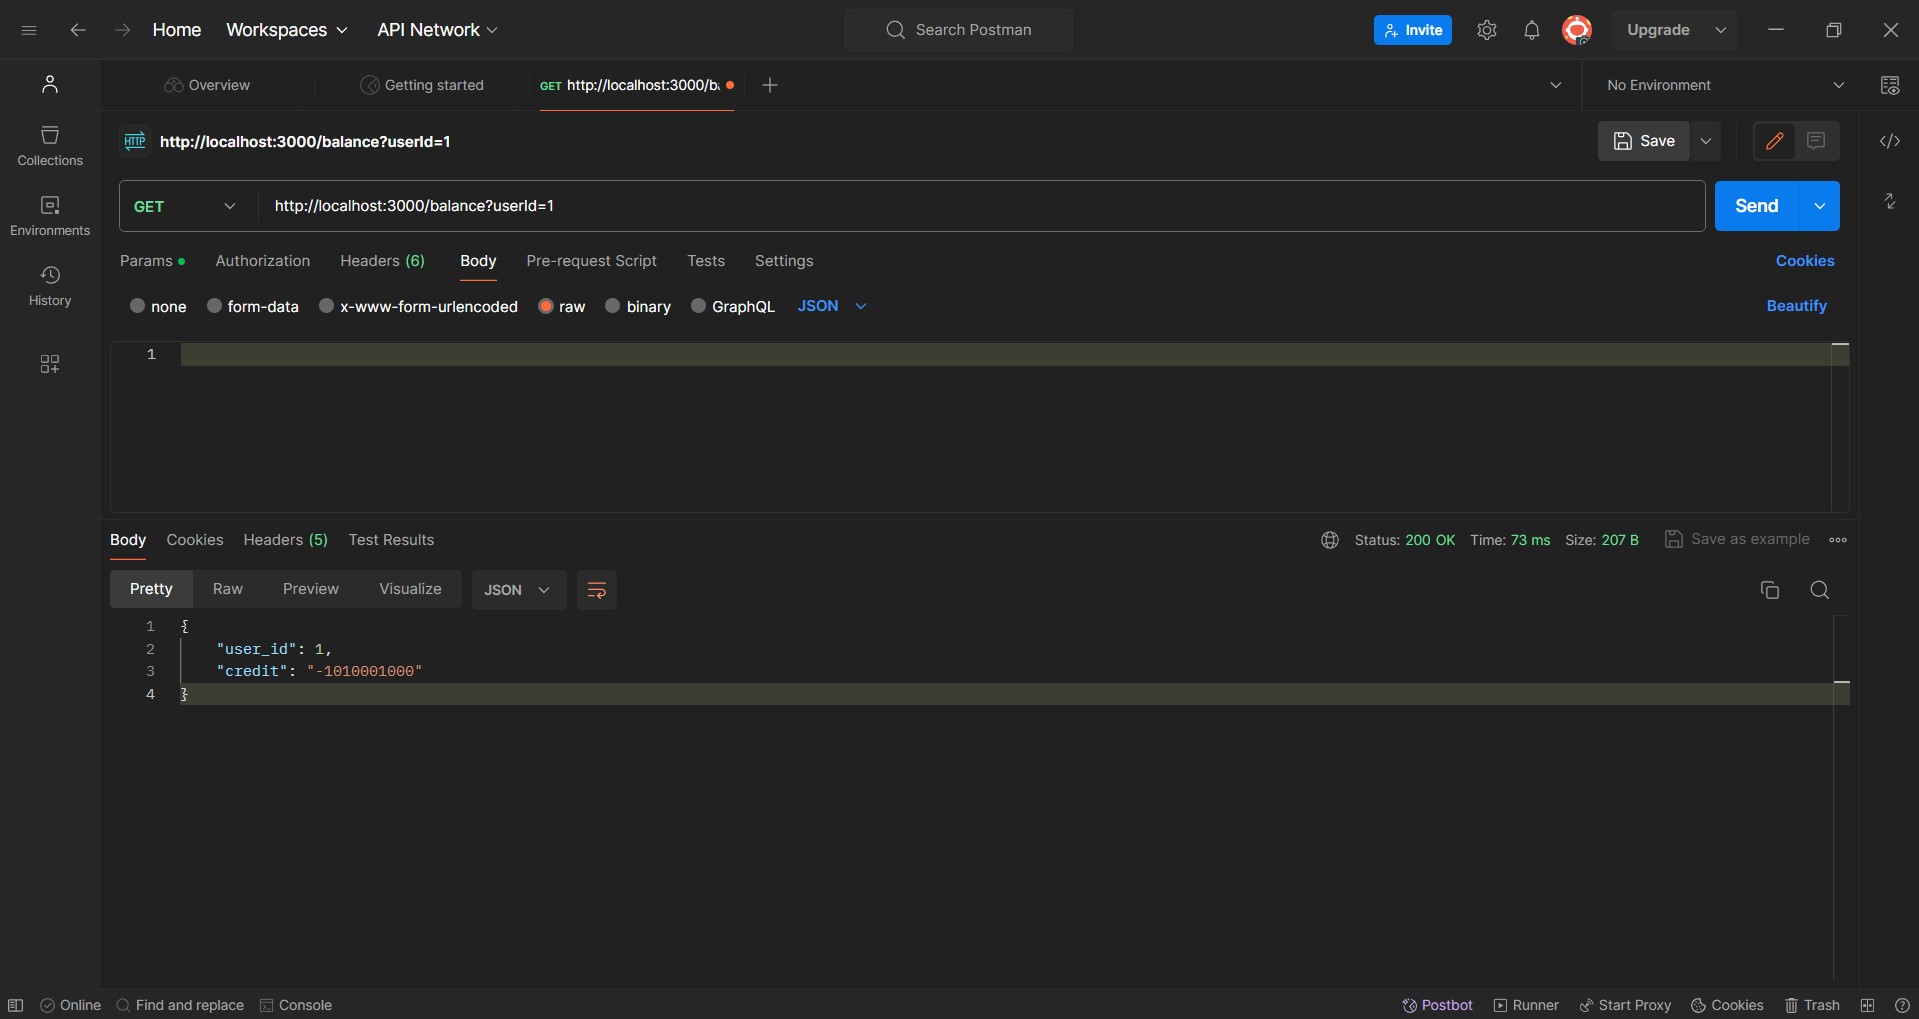 Home Workspaces API Network Search Postman Invite Upgrade
Overview Getting started GET http://localhost:3000/b No Environment
HTTP http://localhost:3000/balance?userId=1 Save
Collections
GET http://localhost:3000/balance?userId=1 Send
Environments
Params Authorization Headers (6) Body Pre-request Script Tests Settings Cookies
History
none form-data x-www-form-urlencoded raw binary GraphQL JSON Beautify
1
Body Cookies Headers (5) Test Results Status: 200 OK Time: 73 ms Size: 207 B Save as example
Pretty Raw Preview Visualize JSON
1 {
2 "user_id": 1,
3 "credit": "-1010001000"
4 }
Online Find and replace Console Postbot Runner Start Proxy Cookies Trash